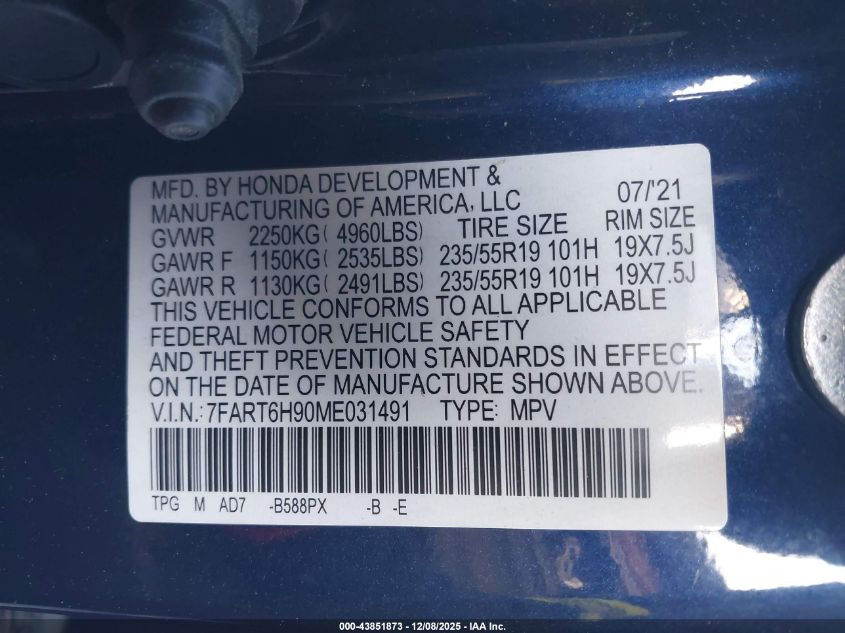 MFD. BY HONDA DEVELOPMENT & 07/'21
MANUFACTURING OF AMERICA, LLC TIRE SIZE RIM SIZE
GVWR 2250KG( 4960LBS)
GAWR F 1150KG( 2535LBS) 235/55R19 101H 19X7.5J
GAWR R 1130KG( 2491LBS) 235/55R19 101H 19X7.5J
THIS VEHICLE CONFORMS TO ALL APPLICABLE
FEDERAL MOTOR VEHICLE SAFETY
AND THEFT PREVENTION STANDARDS IN EFFECT
ON THE DATE OF MANUFACTURE SHOWN ABOVE.
V.I.N.: 7FART6H90ME031491 TYPE: MPV
TPG M AD7 -B588PX -B -E
000-43851873 - 12/08/2025 - IAA Inc.